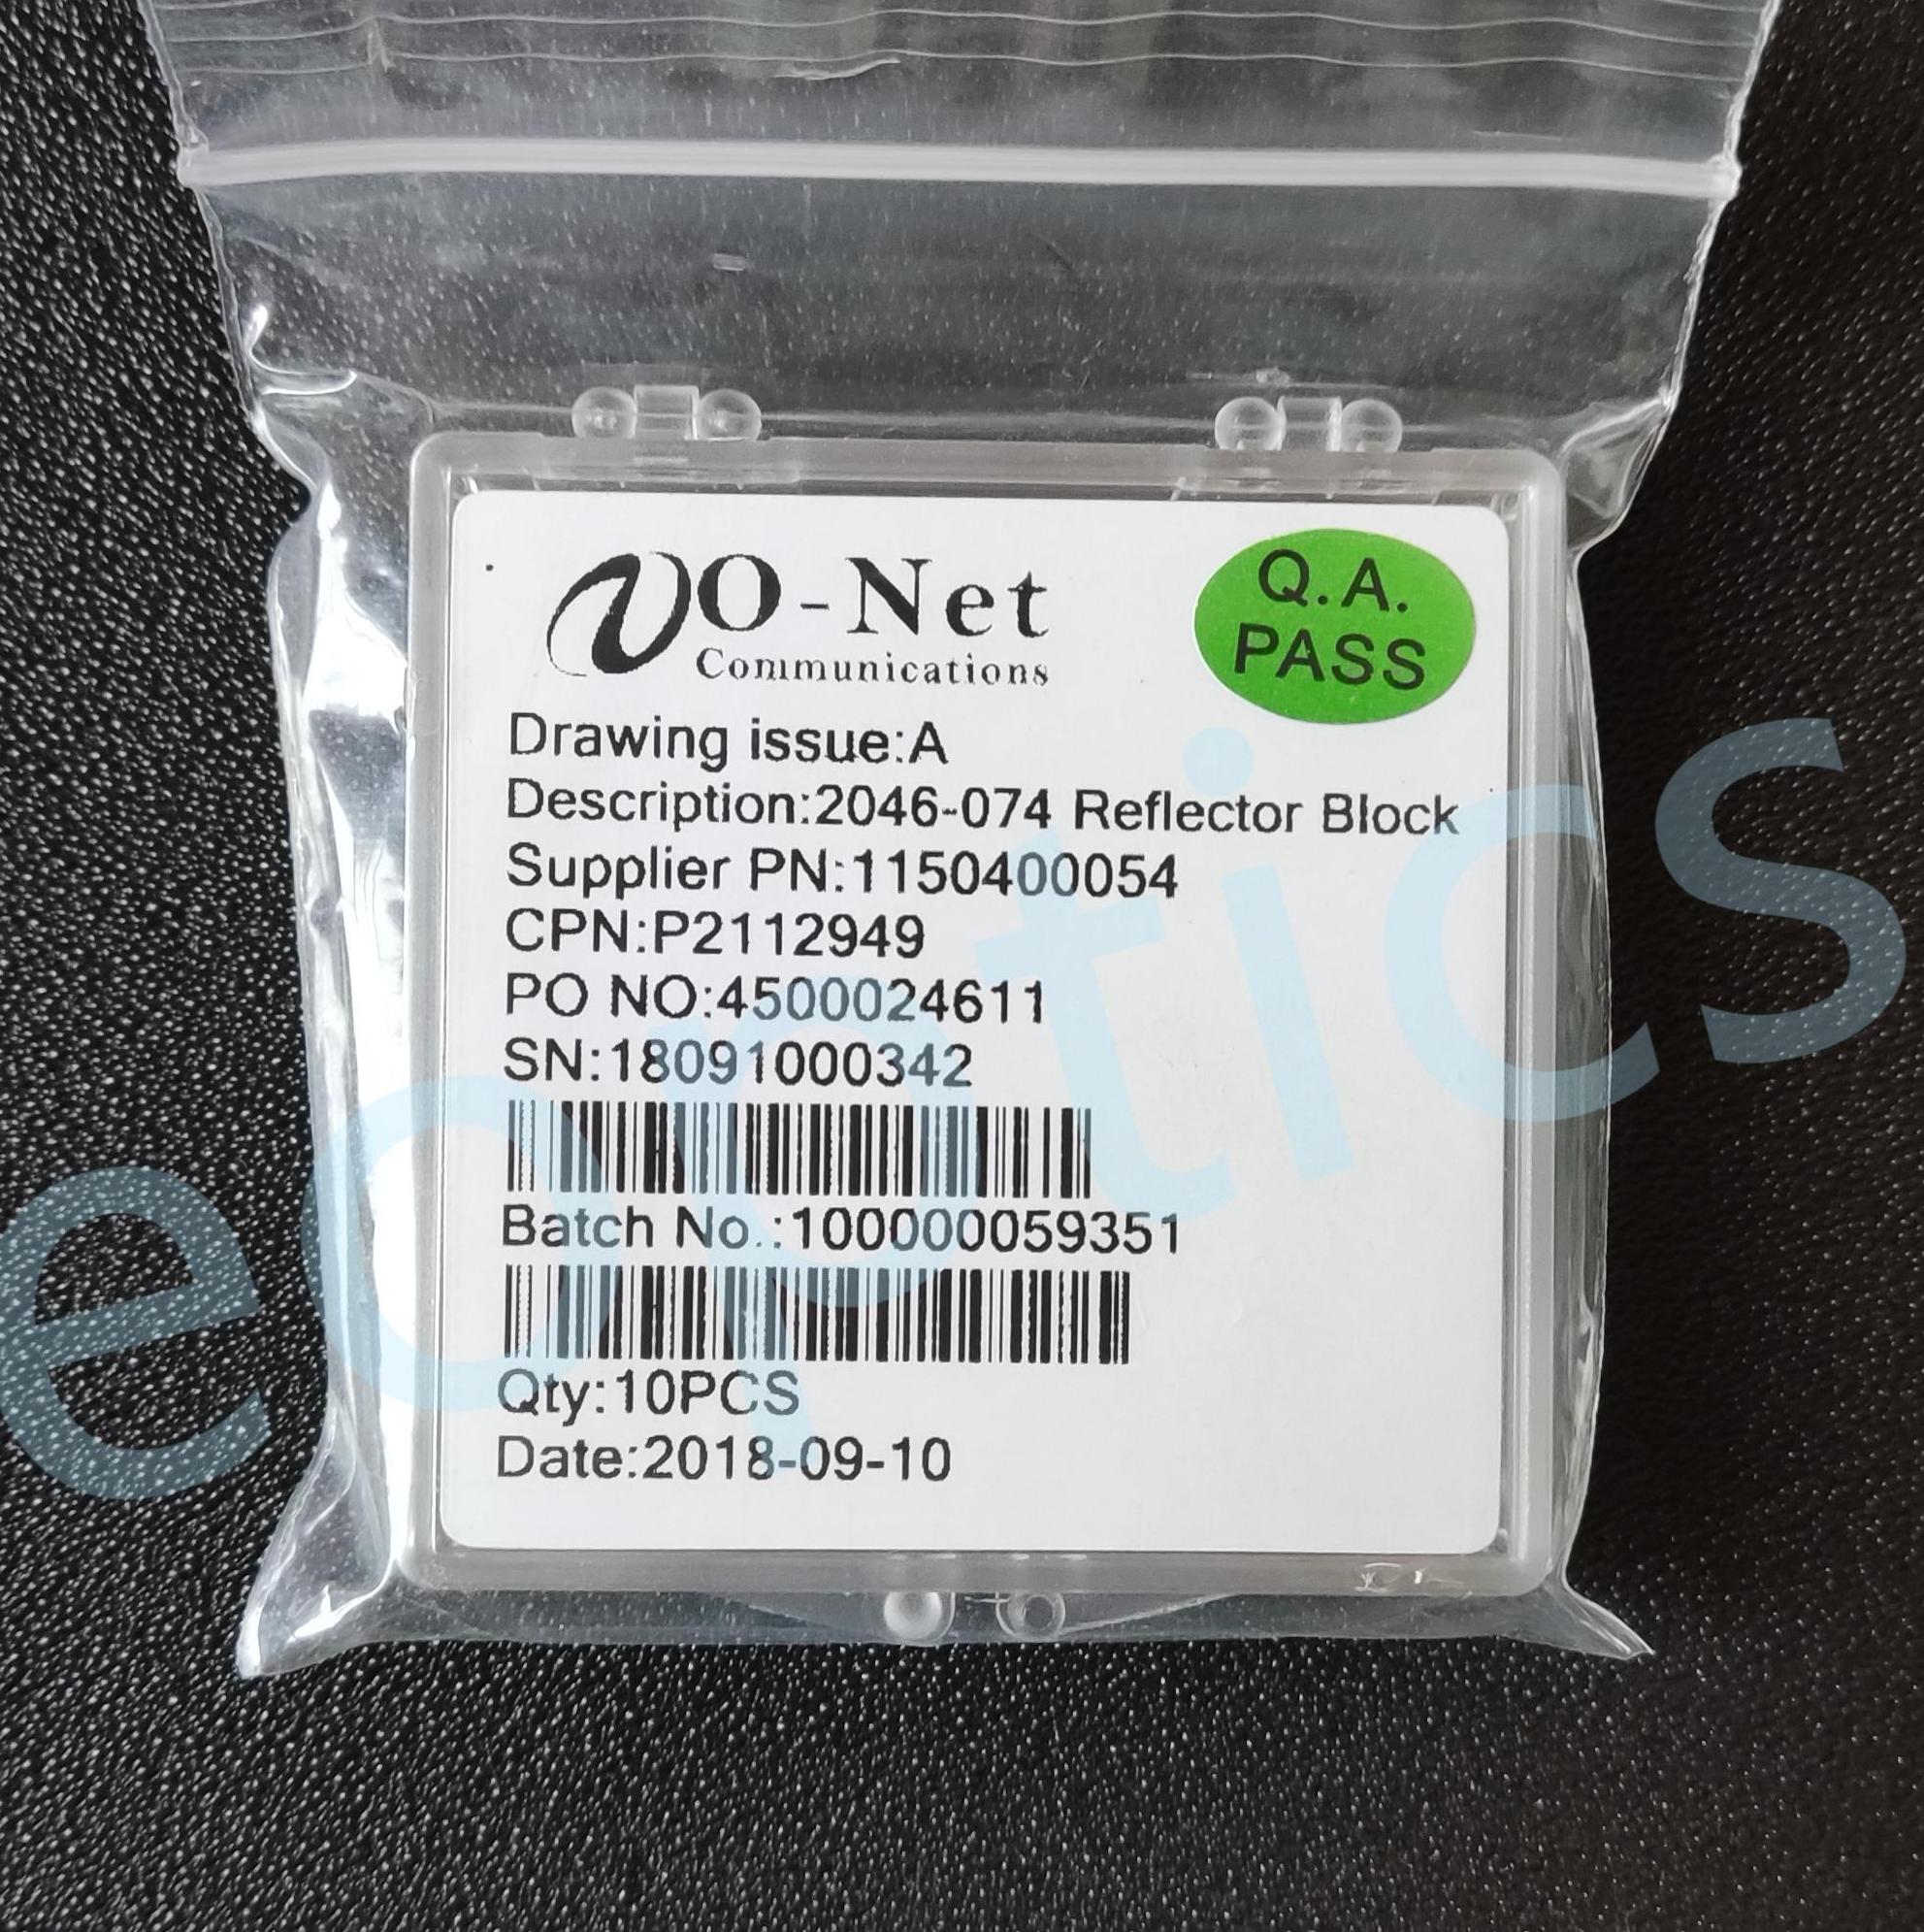 O-Net
Communications
Q.A.
PASS
Drawing issue:A
Description:2046-074 Reflector Block
Supplier PN:1150400054
CPN:P2112949
PO NO:4500024611
SN:18091000342
Batch No.:100000059351
Qty:10PCS
Date:2018-09-10
eoptics